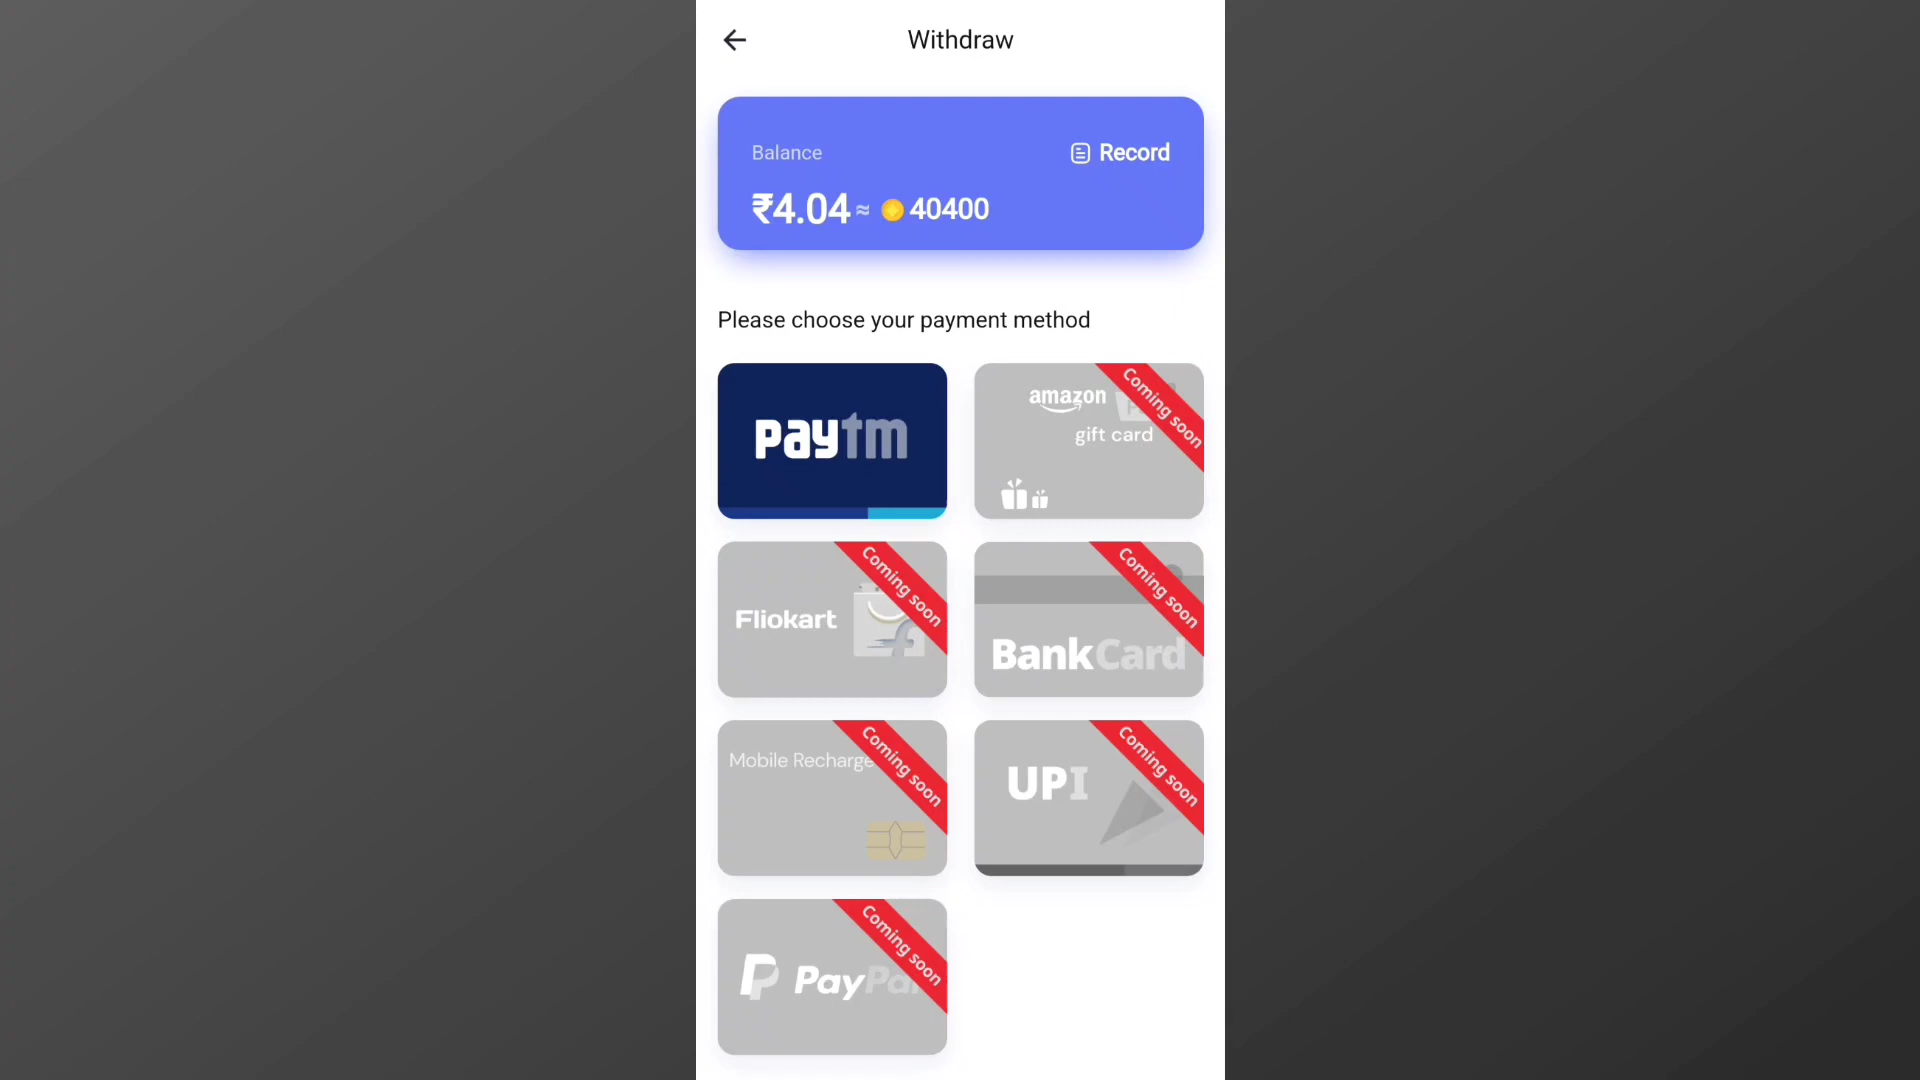 Withdraw
Balance
Record
₹4.04 ≈ 40400
Please choose your payment method
paytm
amazon
gift card
Coming soon
Fliokart
Coming soon
BankCard
Coming soon
Mobile Recharge
Coming soon
UPI
Coming soon
PayPal
Coming soon